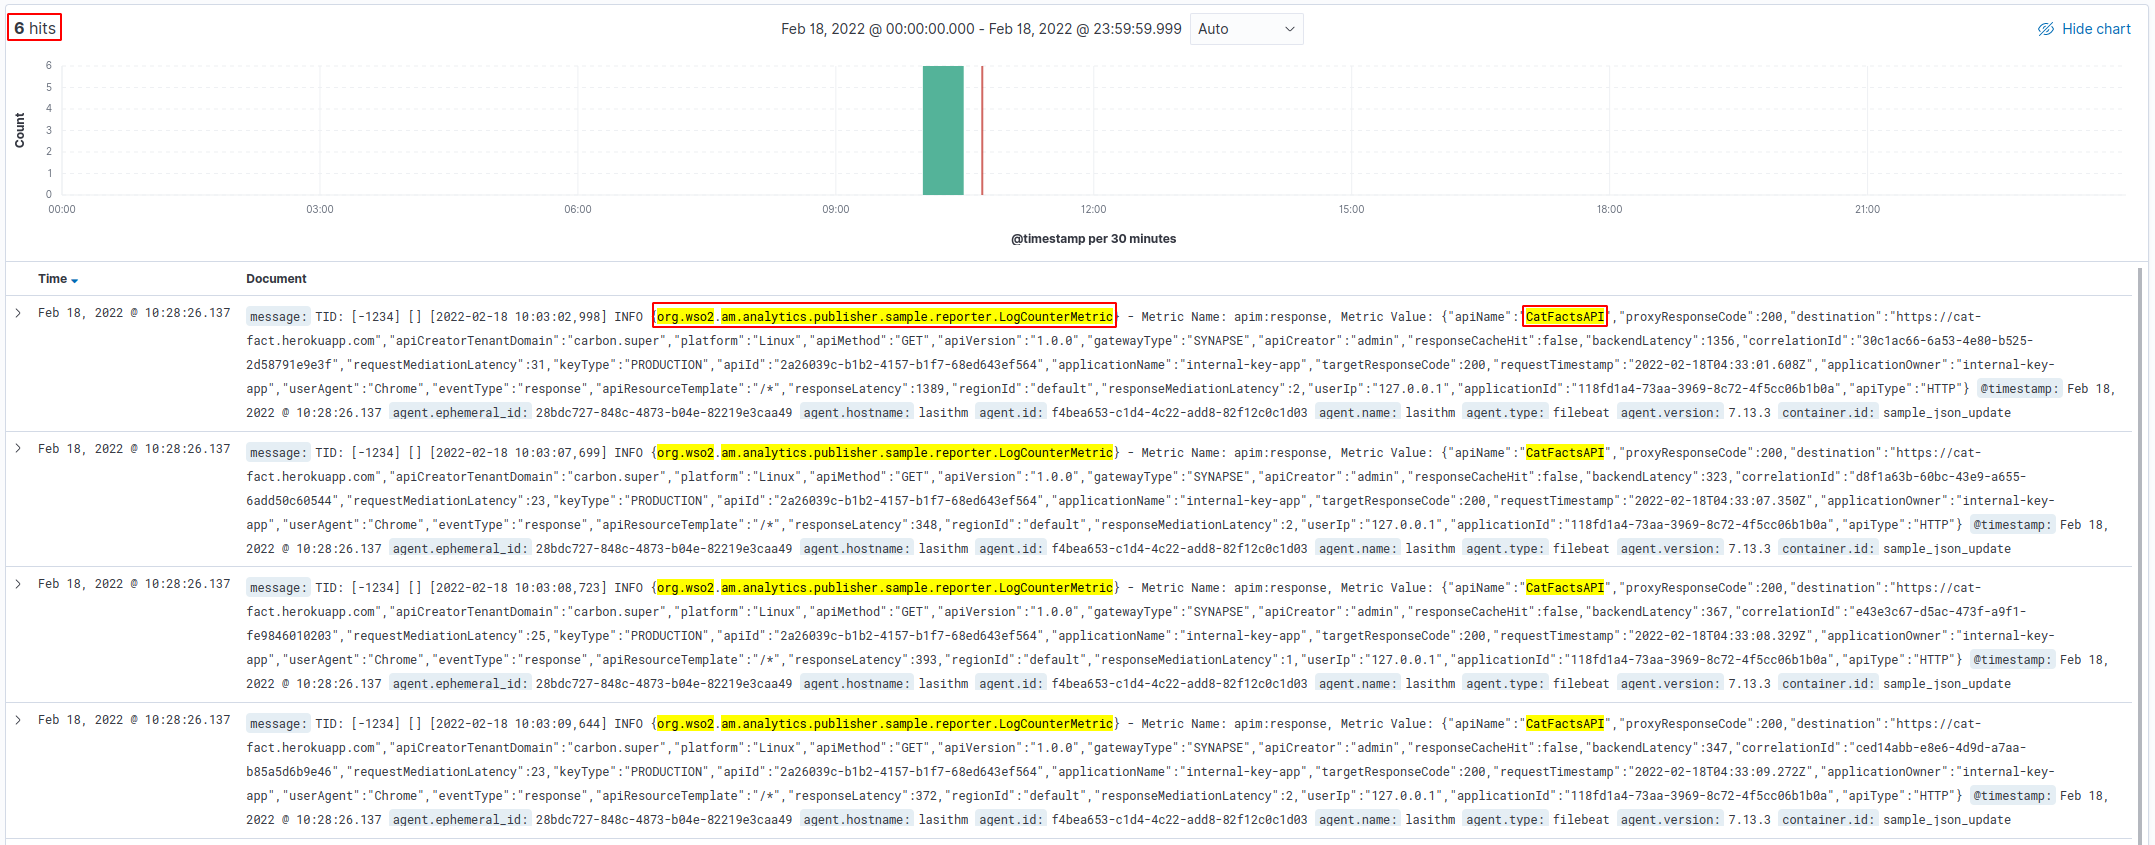 6 hits
Feb 18, 2022 @ 00:00:00.000 - Feb 18, 2022 @ 23:59:59.999
Auto
Hide chart
6
5
4
3
2
1
0
Count
00:00 03:00 06:00 09:00 12:00 15:00 18:00 21:00
@timestamp per 30 minutes
Time Document
Feb 18, 2022 @ 10:28:26.137 message: TID: [-1234] [] [2022-02-18 10:03:02,998] INFO {org.wso2.am.analytics.publisher.sample.reporter.LogCounterMetric} - Metric Name: apim:response, Metric Value: {"apiName":"CatFactsAPI","proxyResponseCode":200,"destination":"https://cat-
fact.herokuapp.com","apiCreatorTenantDomain":"carbon.super","platform":"Linux","apiMethod":"GET","apiVersion":"1.0.0","gatewayType":"SYNAPSE","apiCreator":"admin","responseCacheHit":false,"backendLatency":1356,"correlationId":"30c1ac66-6a53-4e80-b525-
2d58791e9e3f","requestMediationLatency":31,"keyType":"PRODUCTION","apiId":"2a26039c-b1b2-4157-b1f7-68ed643ef564","applicationName":"internal-key-app","targetResponseCode":200,"requestTimestamp":"2022-02-18T04:33:01.608Z","applicationOwner":"internal-key-
app","userAgent":"Chrome","eventType":"response","apiResourceTemplate":"/*","responseLatency":1389,"regionId":"default","responseMediationLatency":2,"userIp":"127.0.0.1","applicationId":"118fd1a4-73aa-3969-8c72-4f5cc06b1b0a","apiType":"HTTP"} @timestamp: Feb 18,
2022 @ 10:28:26.137 agent.ephemeral_id: 28bdc727-848c-4873-b04e-82219e3caa49 agent.hostname: lasithm agent.id: f4bea653-c1d4-4c22-add8-82f12c0c1d03 agent.name: lasithm agent.type: filebeat agent.version: 7.13.3 container.id: sample_json_update
Feb 18, 2022 @ 10:28:26.137 message: TID: [-1234] [] [2022-02-18 10:03:07,699] INFO {org.wso2.am.analytics.publisher.sample.reporter.LogCounterMetric} - Metric Name: apim:response, Metric Value: {"apiName":"CatFactsAPI","proxyResponseCode":200,"destination":"https://cat-
fact.herokuapp.com","apiCreatorTenantDomain":"carbon.super","platform":"Linux","apiMethod":"GET","apiVersion":"1.0.0","gatewayType":"SYNAPSE","apiCreator":"admin","responseCacheHit":false,"backendLatency":323,"correlationId":"d8f1a63b-60bc-43e9-a655-
6add50c60544","requestMediationLatency":23,"keyType":"PRODUCTION","apiId":"2a26039c-b1b2-4157-b1f7-68ed643ef564","applicationName":"internal-key-app","targetResponseCode":200,"requestTimestamp":"2022-02-18T04:33:07.350Z","applicationOwner":"internal-key-
app","userAgent":"Chrome","eventType":"response","apiResourceTemplate":"/*","responseLatency":348,"regionId":"default","responseMediationLatency":2,"userIp":"127.0.0.1","applicationId":"118fd1a4-73aa-3969-8c72-4f5cc06b1b0a","apiType":"HTTP"} @timestamp: Feb 18,
2022 @ 10:28:26.137 agent.ephemeral_id: 28bdc727-848c-4873-b04e-82219e3caa49 agent.hostname: lasithm agent.id: f4bea653-c1d4-4c22-add8-82f12c0c1d03 agent.name: lasithm agent.type: filebeat agent.version: 7.13.3 container.id: sample_json_update
Feb 18, 2022 @ 10:28:26.137 message: TID: [-1234] [] [2022-02-18 10:03:08,723] INFO {org.wso2.am.analytics.publisher.sample.reporter.LogCounterMetric} - Metric Name: apim:response, Metric Value: {"apiName":"CatFactsAPI","proxyResponseCode":200,"destination":"https://cat-
fact.herokuapp.com","apiCreatorTenantDomain":"carbon.super","platform":"Linux","apiMethod":"GET","apiVersion":"1.0.0","gatewayType":"SYNAPSE","apiCreator":"admin","responseCacheHit":false,"backendLatency":367,"correlationId":"e43e3c67-d5ac-473f-a9f1-
fe9846010203","requestMediationLatency":25,"keyType":"PRODUCTION","apiId":"2a26039c-b1b2-4157-b1f7-68ed643ef564","applicationName":"internal-key-app","targetResponseCode":200,"requestTimestamp":"2022-02-18T04:33:08.329Z","applicationOwner":"internal-key-
app","userAgent":"Chrome","eventType":"response","apiResourceTemplate":"/*","responseLatency":393,"regionId":"default","responseMediationLatency":1,"userIp":"127.0.0.1","applicationId":"118fd1a4-73aa-3969-8c72-4f5cc06b1b0a","apiType":"HTTP"} @timestamp: Feb 18,
2022 @ 10:28:26.137 agent.ephemeral_id: 28bdc727-848c-4873-b04e-82219e3caa49 agent.hostname: lasithm agent.id: f4bea653-c1d4-4c22-add8-82f12c0c1d03 agent.name: lasithm agent.type: filebeat agent.version: 7.13.3 container.id: sample_json_update
Feb 18, 2022 @ 10:28:26.137 message: TID: [-1234] [] [2022-02-18 10:03:09,644] INFO {org.wso2.am.analytics.publisher.sample.reporter.LogCounterMetric} - Metric Name: apim:response, Metric Value: {"apiName":"CatFactsAPI","proxyResponseCode":200,"destination":"https://cat-
fact.herokuapp.com","apiCreatorTenantDomain":"carbon.super","platform":"Linux","apiMethod":"GET","apiVersion":"1.0.0","gatewayType":"SYNAPSE","apiCreator":"admin","responseCacheHit":false,"backendLatency":347,"correlationId":"ced14abb-e8e6-4d9d-a7aa-
b85a5d6b9e46","requestMediationLatency":23,"keyType":"PRODUCTION","apiId":"2a26039c-b1b2-4157-b1f7-68ed643ef564","applicationName":"internal-key-app","targetResponseCode":200,"requestTimestamp":"2022-02-18T04:33:09.272Z","applicationOwner":"internal-key-
app","userAgent":"Chrome","eventType":"response","apiResourceTemplate":"/*","responseLatency":372,"regionId":"default","responseMediationLatency":2,"userIp":"127.0.0.1","applicationId":"118fd1a4-73aa-3969-8c72-4f5cc06b1b0a","apiType":"HTTP"} @timestamp: Feb 18,
2022 @ 10:28:26.137 agent.ephemeral_id: 28bdc727-848c-4873-b04e-82219e3caa49 agent.hostname: lasithm agent.id: f4bea653-c1d4-4c22-add8-82f12c0c1d03 agent.name: lasithm agent.type: filebeat agent.version: 7.13.3 container.id: sample_json_update